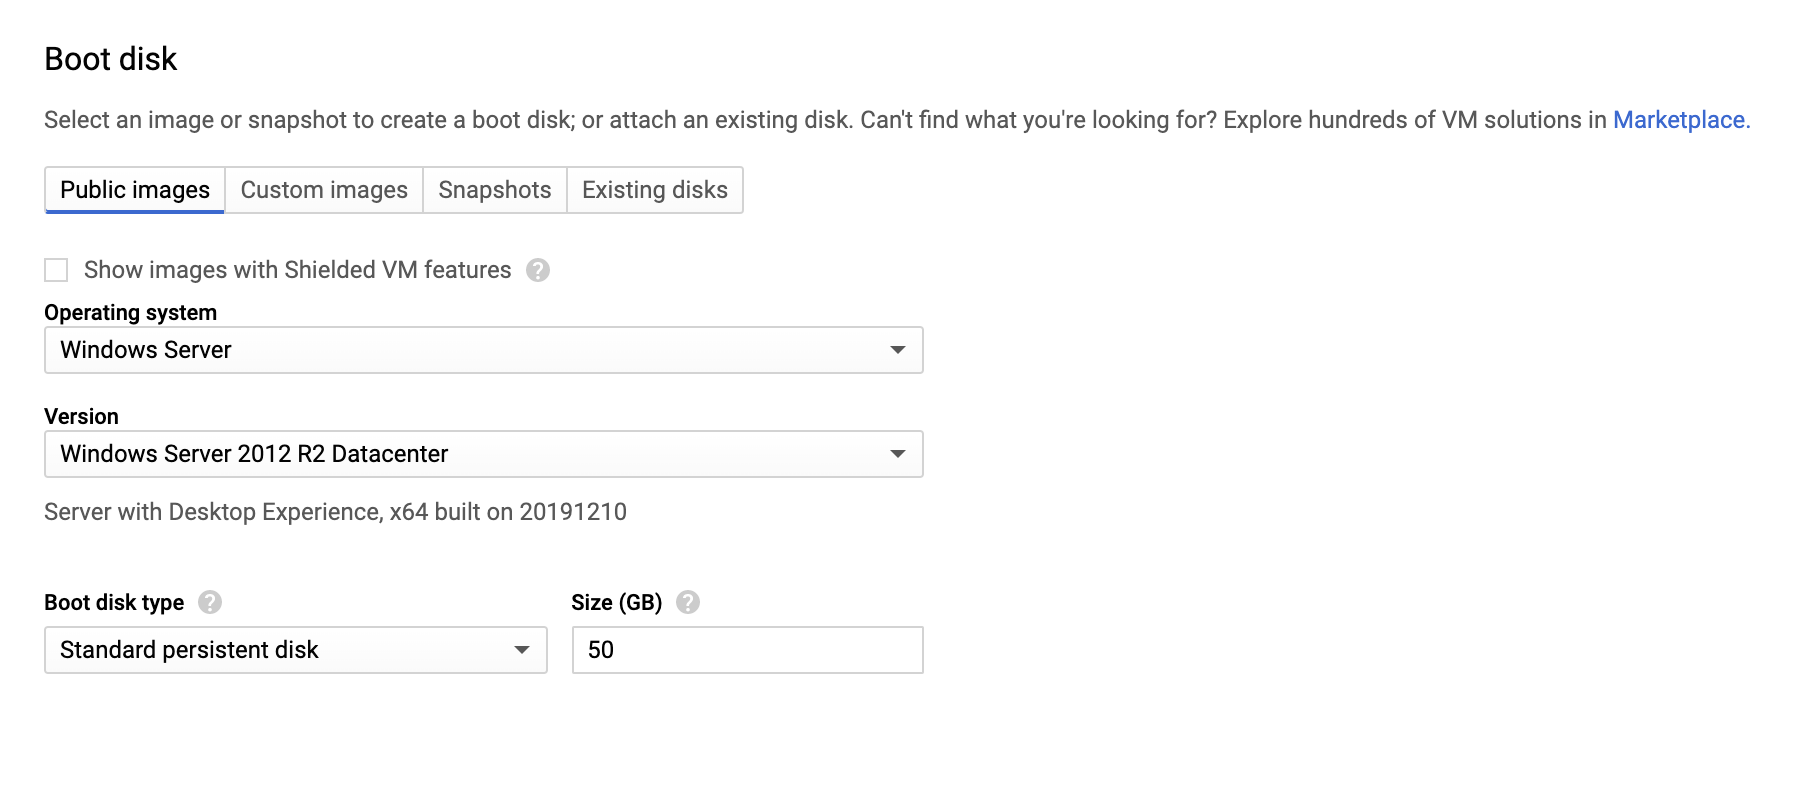 Boot disk
Select an image or snapshot to create a boot disk; or attach an existing disk. Can't find what you're looking for? Explore hundreds of VM solutions in Marketplace.
Public images Custom images Snapshots Existing disks
Show images with Shielded VM features ?
Operating system
Windows Server
Version
Windows Server 2012 R2 Datacenter
Server with Desktop Experience, x64 built on 20191210
Boot disk type ? Size (GB) ?
Standard persistent disk 50